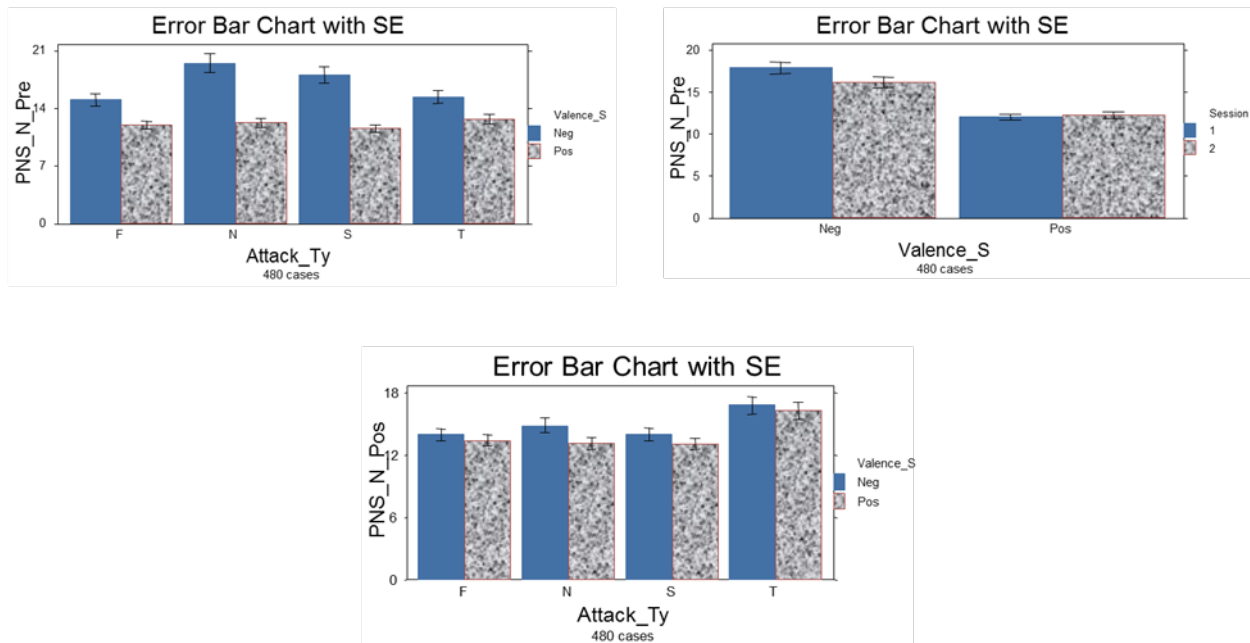 Error Bar Chart with SE
PNS_N_Pre
21
14
7
0
F N S T
Attack_Ty
480 cases
Valence_S
Neg
Pos
Error Bar Chart with SE
PNS_N_Pre
20
15
10
5
0
Neg Pos
Valence_S
480 cases
Session
1
2
Error Bar Chart with SE
PNS_N_Pos
18
12
6
0
F N S T
Attack_Ty
480 cases
Valence_S
Neg
Pos